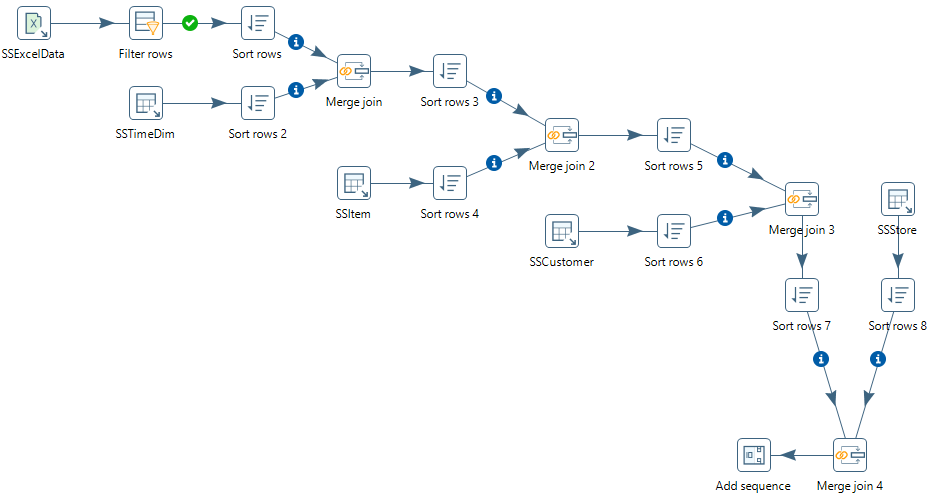 SSExcelData
Filter rows
Sort rows
SSTimeDim
Sort rows 2
Merge join
Sort rows 3
SSItem
Sort rows 4
Merge join 2
Sort rows 5
SSCustomer
Sort rows 6
Merge join 3
SSStore
Sort rows 7
Sort rows 8
Add sequence
Merge join 4